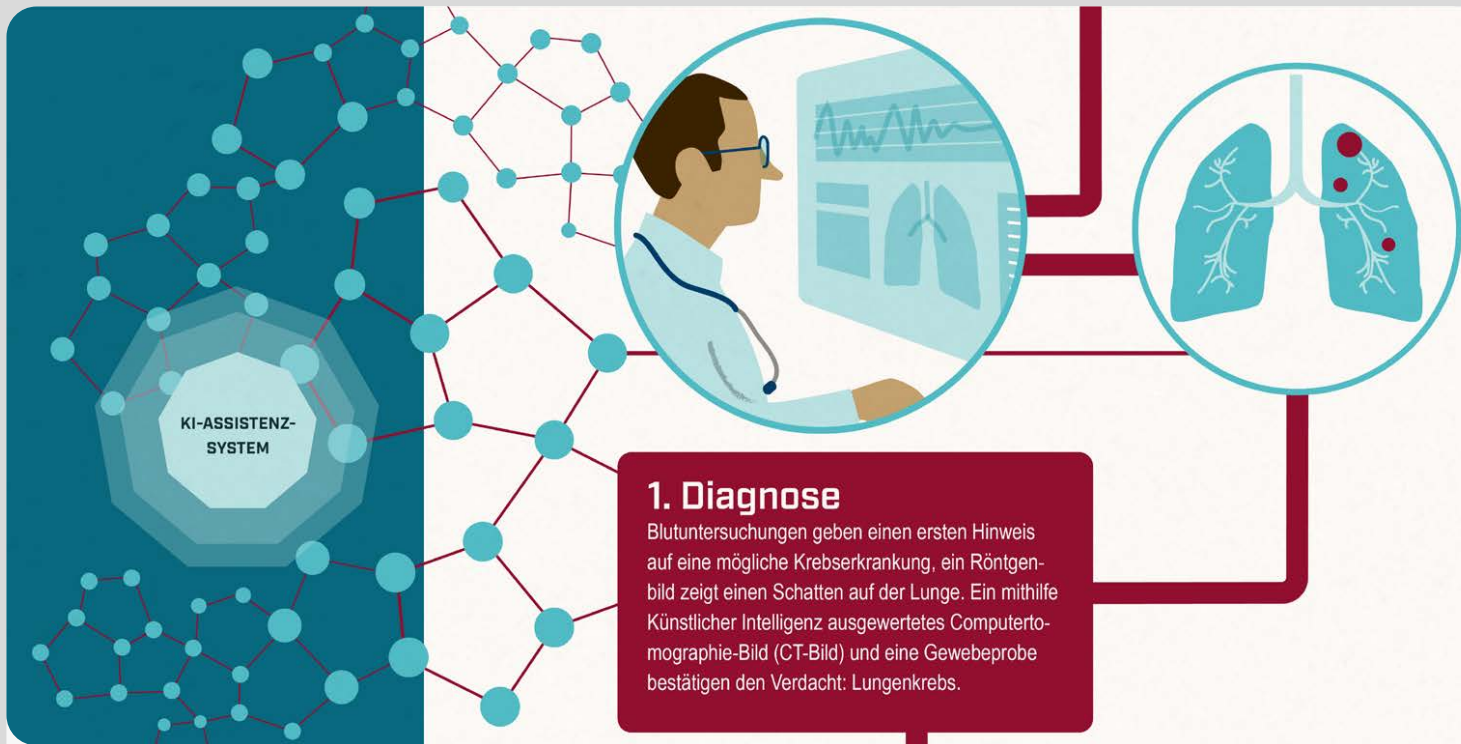 KI-ASSISTENZ-
SYSTEM
1. Diagnose
Blutuntersuchungen geben einen ersten Hinweis
auf eine mögliche Krebserkrankung, ein Röntgen-
bild zeigt einen Schatten auf der Lunge. Ein mithilfe
Künstlicher Intelligenz ausgewertetes Computerto-
mographie-Bild (CT-Bild) und eine Gewebeprobe
bestätigen den Verdacht: Lungenkrebs.